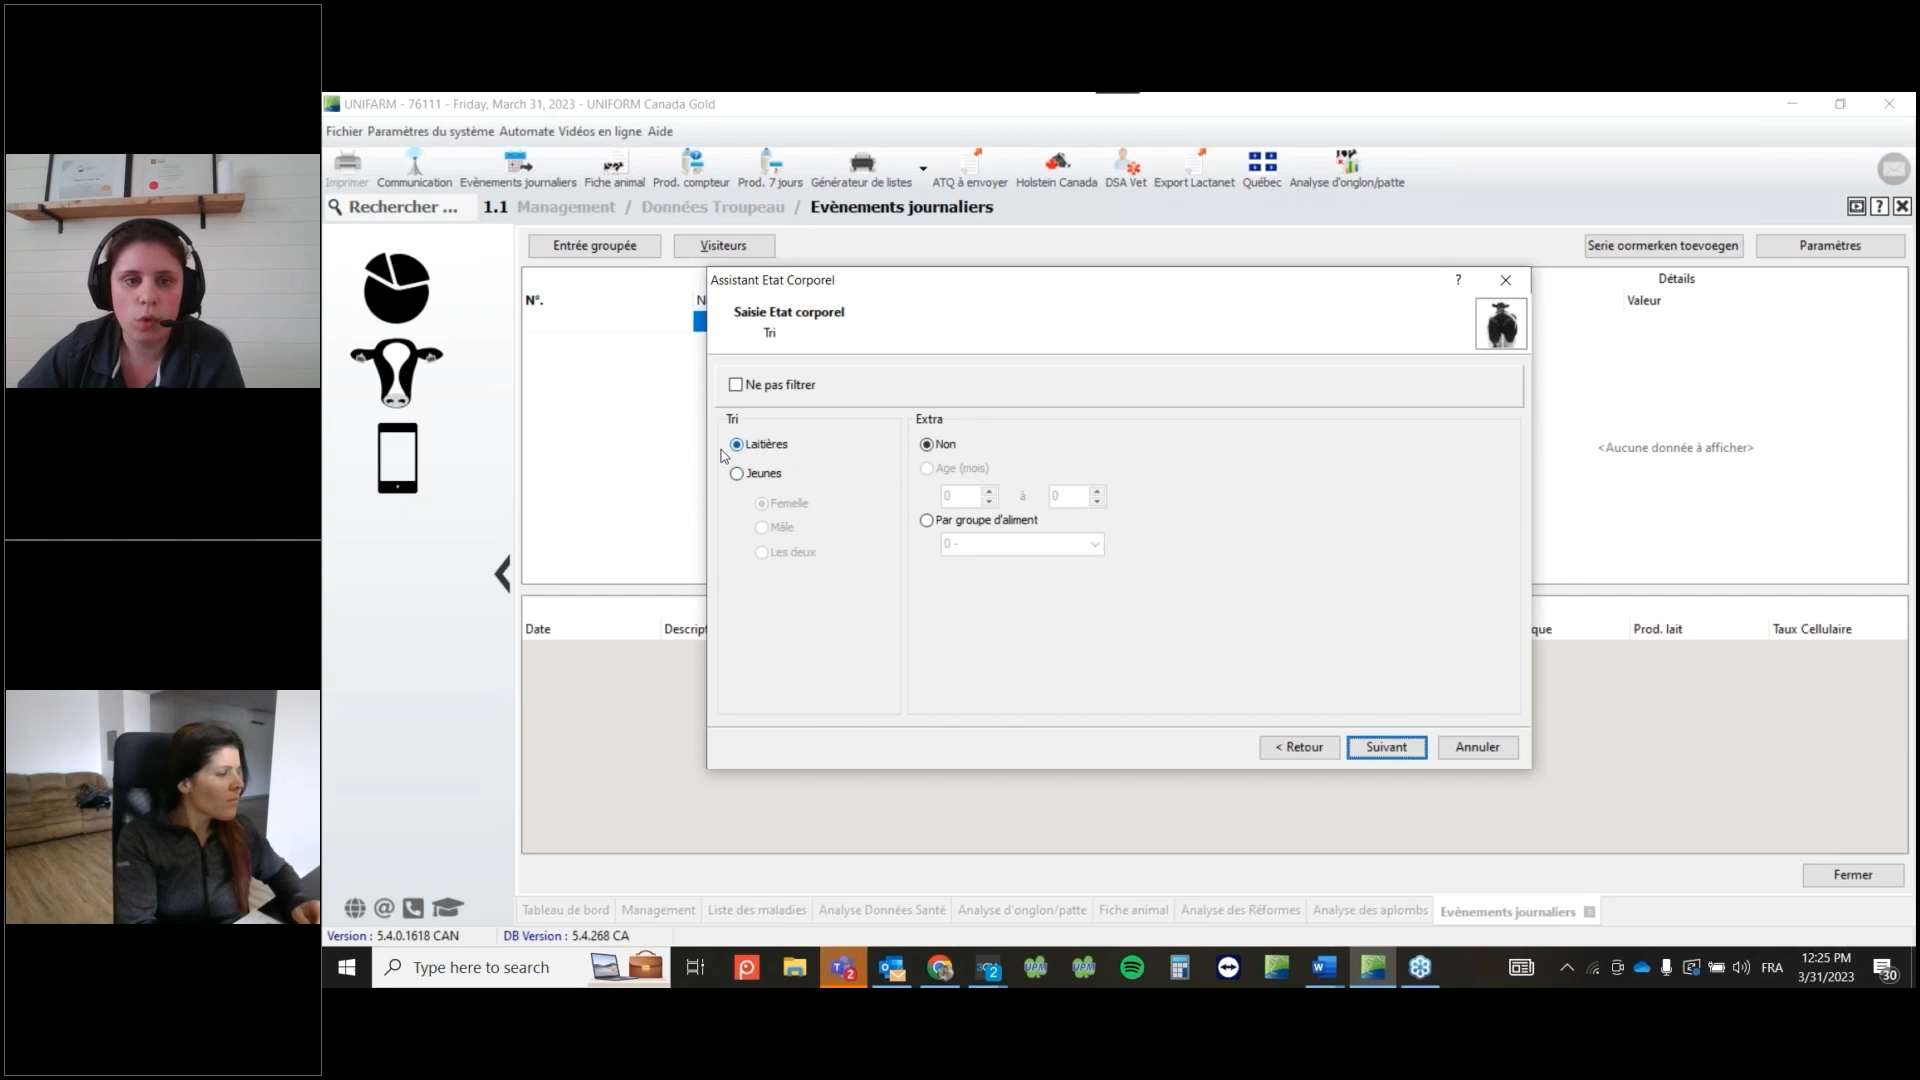 UNIFARM - 76111 - Friday, March 31, 2023 - UNIFORM Canada Gold
Fichier Paramètres du système Automate Vidéos en ligne Aide
Imprimer Communication Evènements journaliers Fiche animal Prod. compteur Prod. 7 jours Générateur de listes ATQ à envoyer Holstein Canada DSA Vet Export Lactanet Québec Analyse d'onglon/patte
Rechercher ... 1.1 Management / Données Troupeau / Evènements journaliers
Entrée groupée Visiteurs Serie oormerken toevoegen Paramètres
Assistant Etat Corporel ?
Détails
N°. N Valeur
Saisie Etat corporel
Tri
Ne pas filtrer
Tri Extra
Laitières Non
Jeunes Age (mois)
0 à 0
Femelle
Par groupe d'aliment
Mâle
0 -
Les deux
<Aucune donnée à afficher>
Date Descript que Prod. lait Taux Cellulaire
< Retour Suivant Annuler
Fermer
Tableau de bord Management Liste des maladies Analyse Données Santé Analyse d'onglon/patte Fiche animal Analyse des Réformes Analyse des aplombs Evènements journaliers
Version : 5.4.0.1618 CAN DB Version : 5.4.268 CA
Type here to search 2 2 UPM UPM FRA 12:25 PM
3/31/2023 30